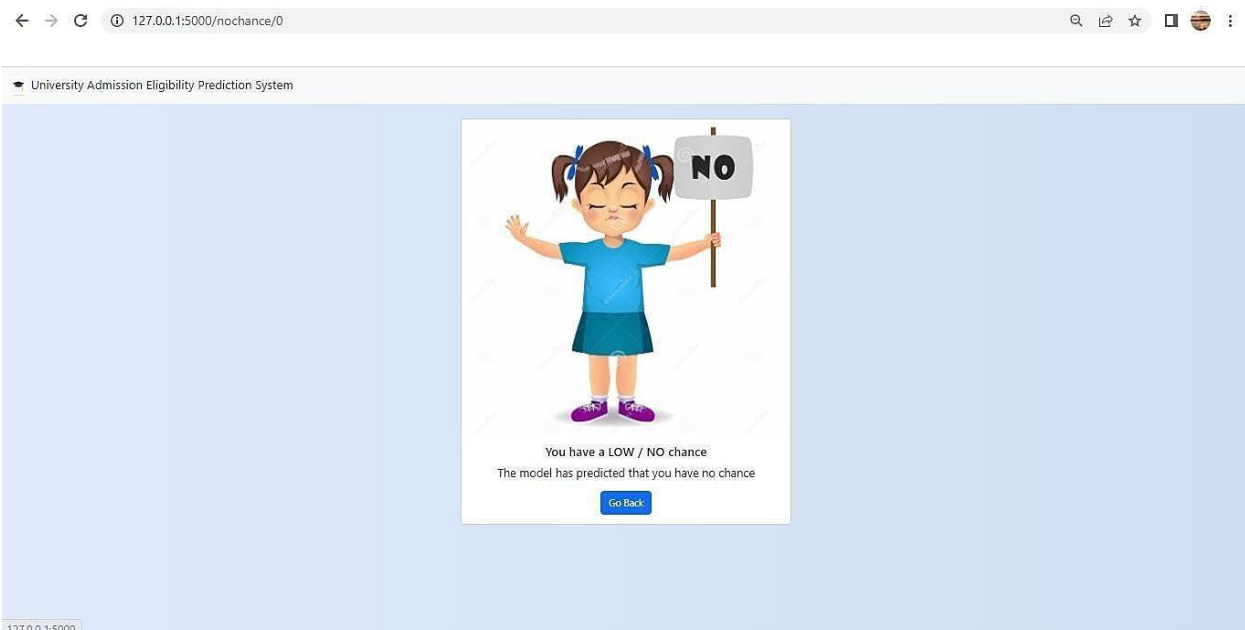 127.0.0.1:5000/nochance/0
University Admission Eligibility Prediction System
NO
You have a LOW / NO chance
The model has predicted that you have no chance
Go Back
127.0.0.1:5000